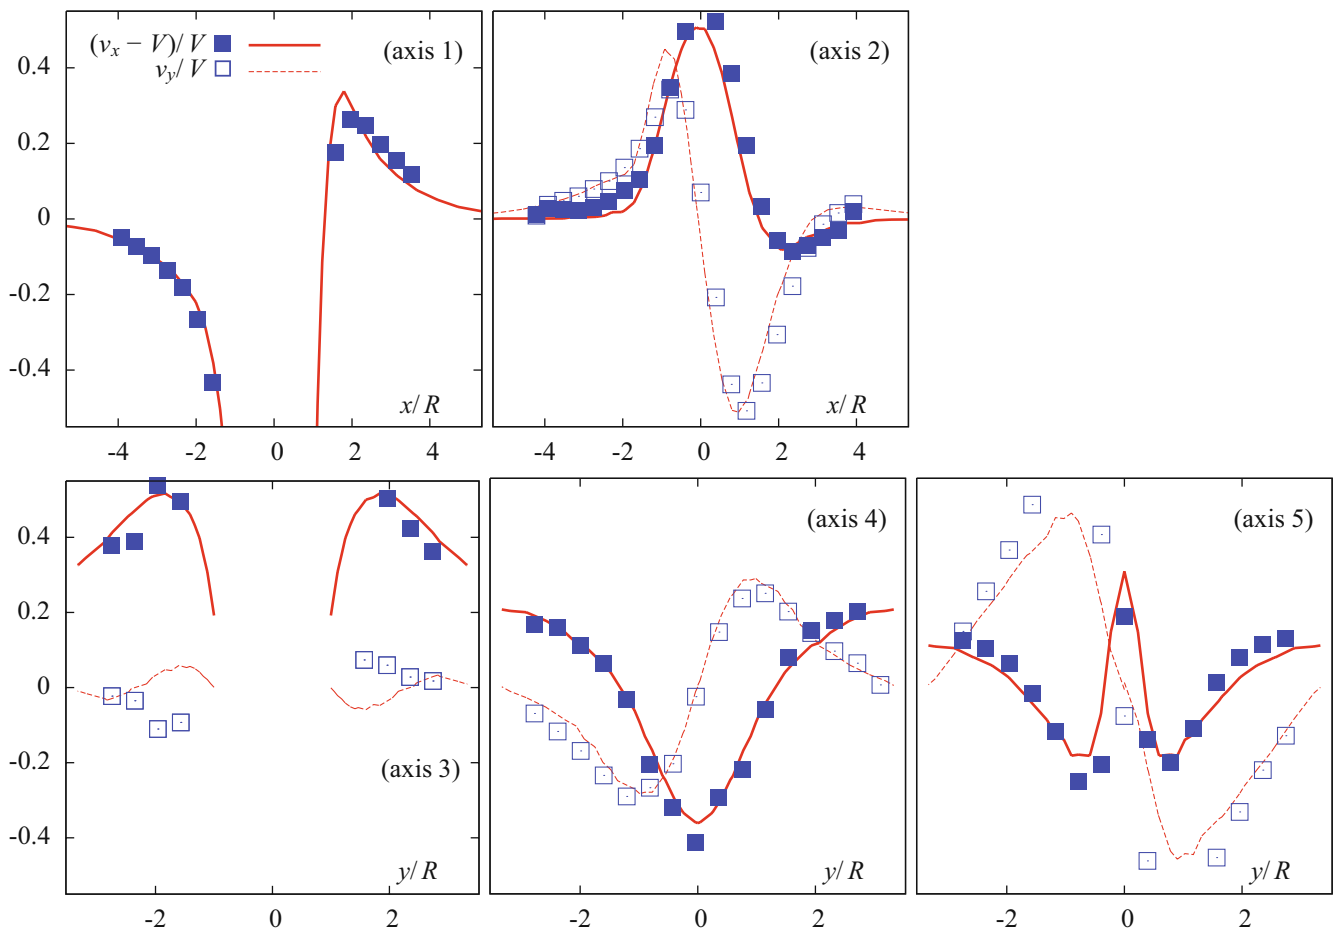 (vx − V)/ V (axis 1) (axis 2)
vy/ V
0.4
0.2
0
-0.2
-0.4
x/ R x/ R
-4 -2 0 2 4 -4 -2 0 2 4
0.4 (axis 4) (axis 5)
0.2
0
-0.2 (axis 3)
-0.4
y/ R y/ R y/ R
-2 0 2 -2 0 2 -2 0 2